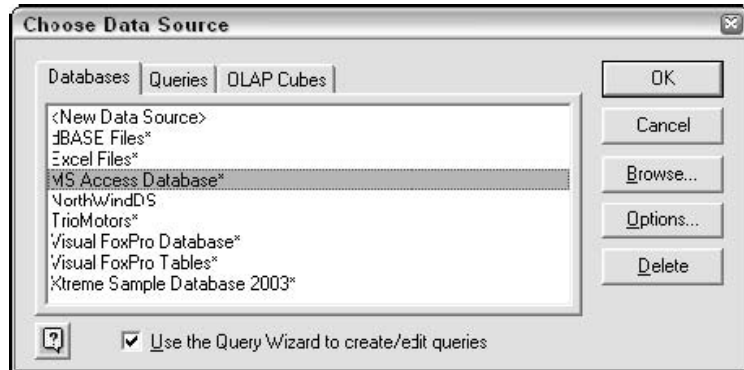 Choose Data Source
Databases Queries OLAP Cubes
<New Data Source>
dBASE Files*
Excel Files*
MS Access Database*
NorthWindDS
TrioMotors*
Visual FoxPro Database*
Visual FoxPro Tables*
Xtreme Sample Database 2003*
OK
Cancel
Browse...
Options...
Delete
? Use the Query Wizard to create/edit queries